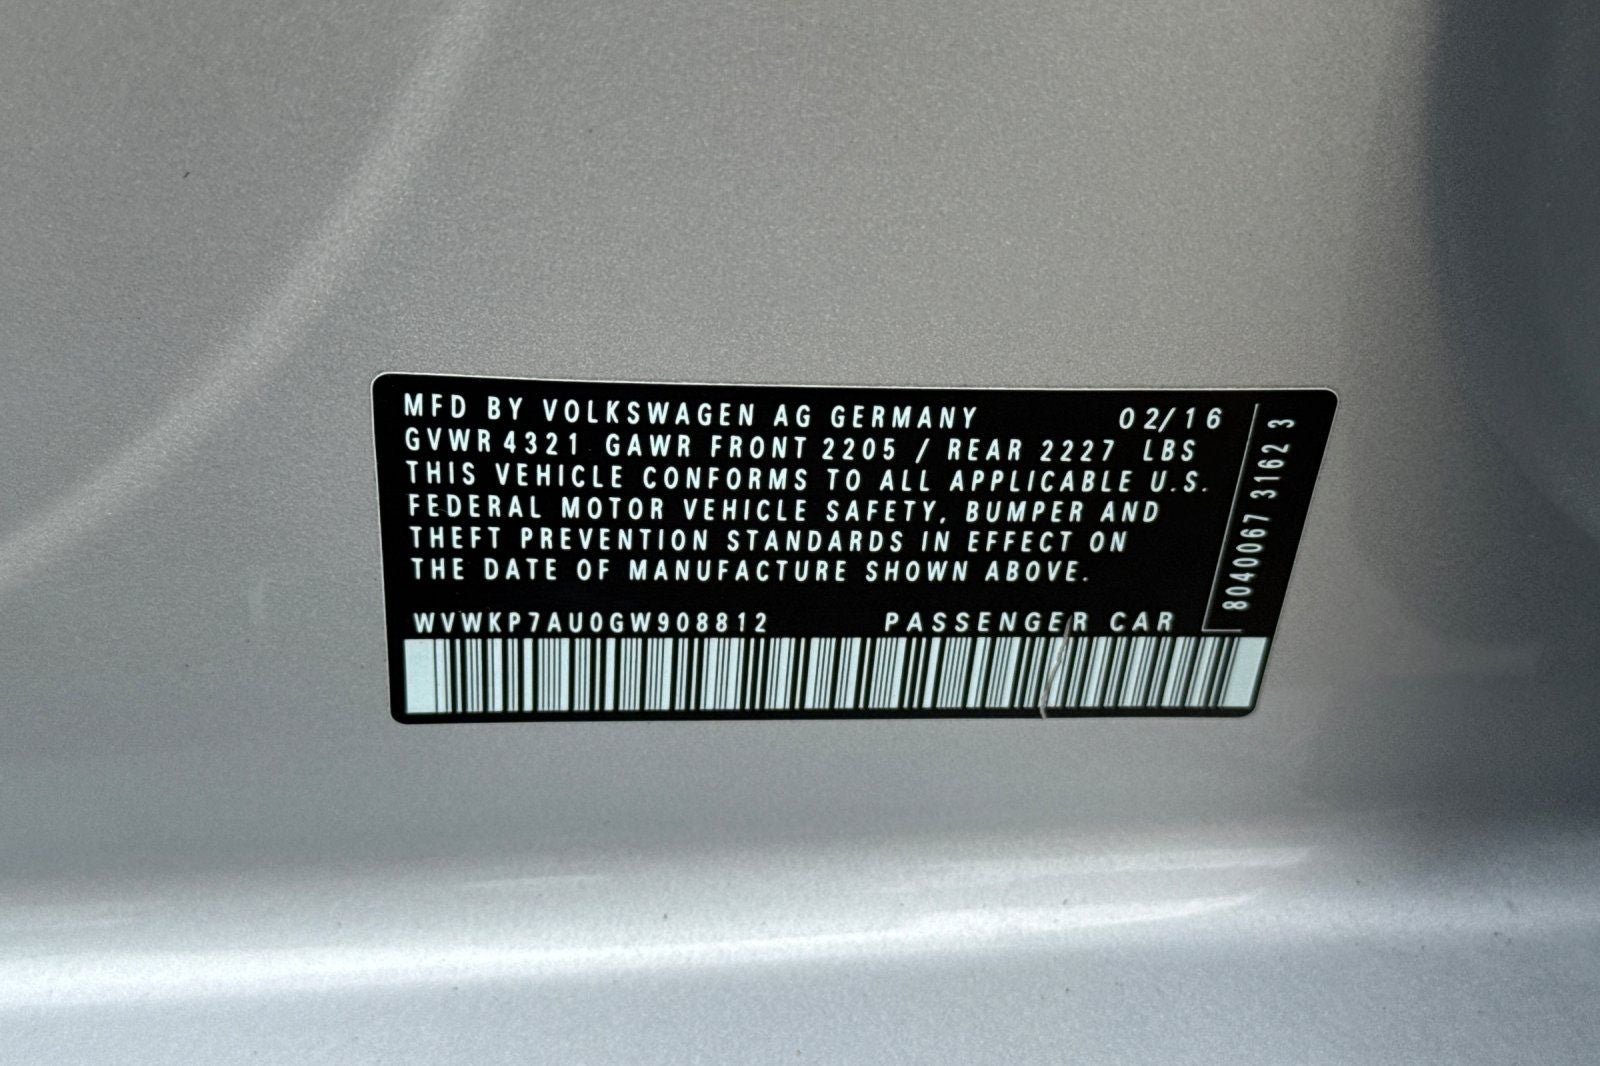 MFD BY VOLKSWAGEN AG GERMANY 02/16
GVWR 4321 GAWR FRONT 2205 / REAR 2227 LBS
THIS VEHICLE CONFORMS TO ALL APPLICABLE U.S.
FEDERAL MOTOR VEHICLE SAFETY, BUMPER AND
THEFT PREVENTION STANDARDS IN EFFECT ON
THE DATE OF MANUFACTURE SHOWN ABOVE.
WVWKP7AU0GW908812 PASSENGER CAR
8040067 3162 3